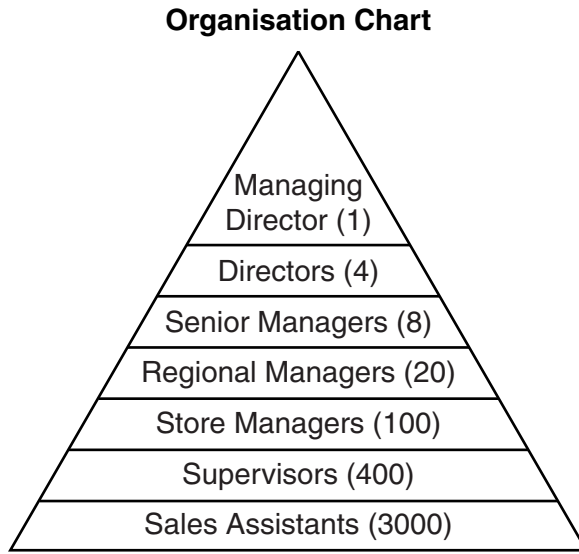 Organisation Chart
Managing
Director (1)
Directors (4)
Senior Managers (8)
Regional Managers (20)
Store Managers (100)
Supervisors (400)
Sales Assistants (3000)